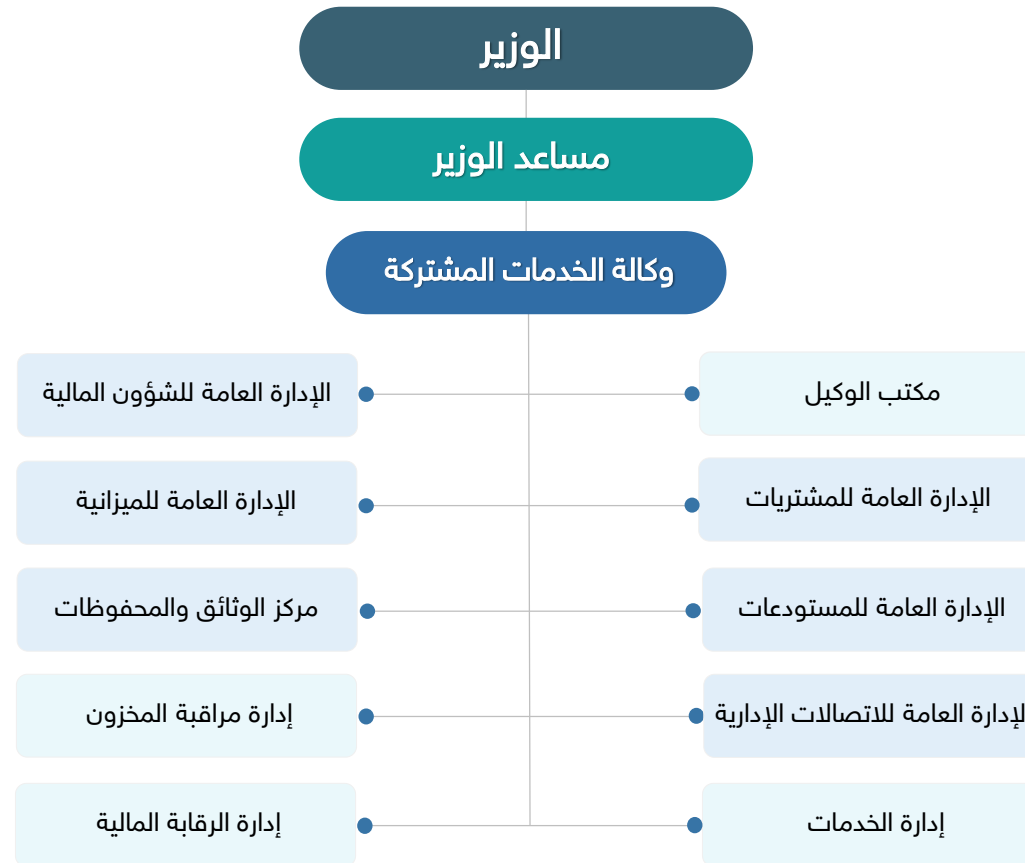 الوزير
مساعد الوزير
وكالة الخدمات المشتركة
مكتب الوكيل
الإدارة العامة للشؤون المالية
الإدارة العامة للمشتريات
الإدارة العامة للميزانية
الإدارة العامة للمستودعات
مركز الوثائق والمحفوظات
الإدارة العامة للاتصالات الإدارية
إدارة مراقبة المخزون
إدارة الخدمات
إدارة الرقابة المالية